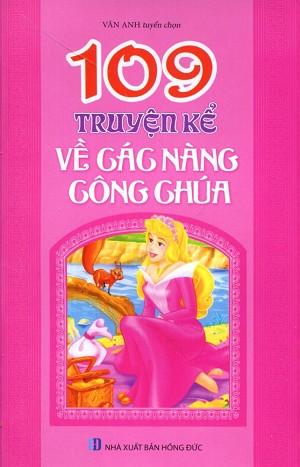 VÂN ANH tuyển chọn
109
TRUYỆN KỂ
VỀ CÁC NÀNG
CÔNG CHÚA
NHÀ XUẤT BẢN HỒNG ĐỨC